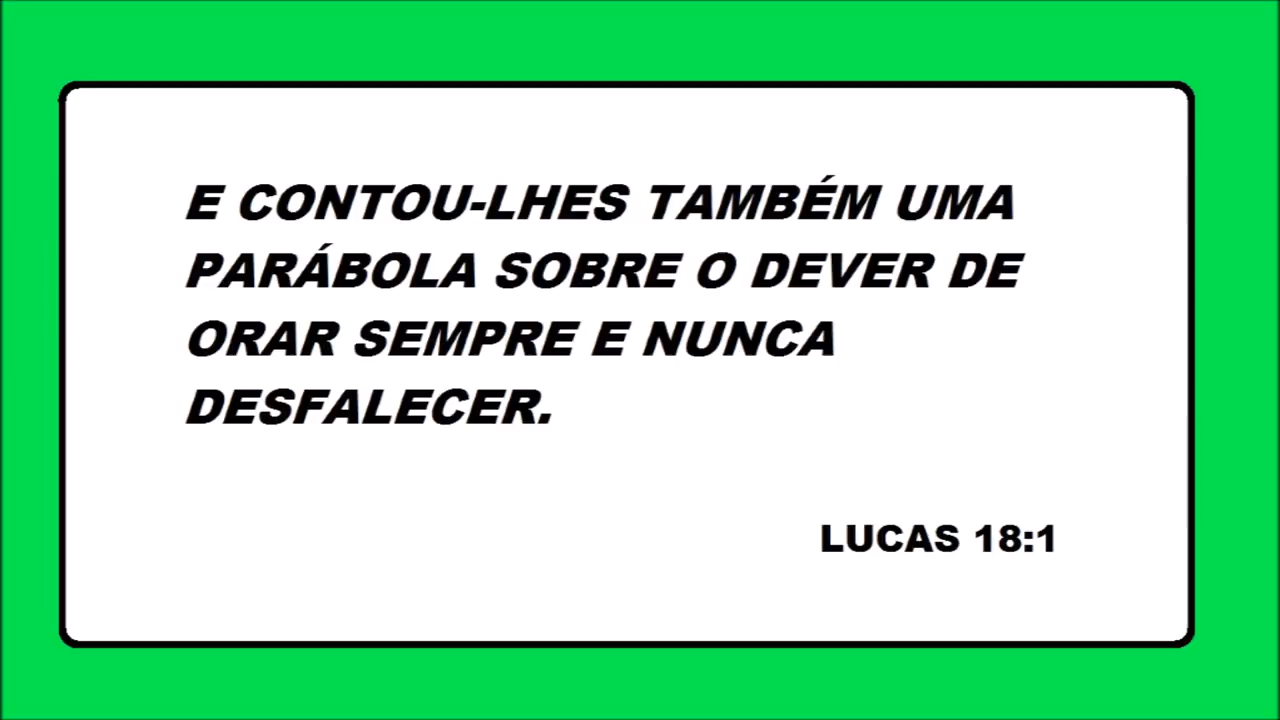 E CONTOU-LHES TAMBÉM UMA
PARÁBOLA SOBRE O DEVER DE
ORAR SEMPRE E NUNCA
DESFALECER.
LUCAS 18:1